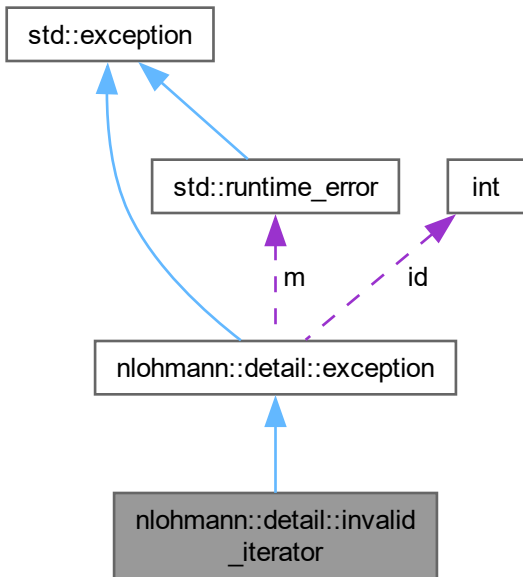 std::exception
std::runtime_error
int
m
id
nlohmann::detail::exception
nlohmann::detail::invalid
_iterator